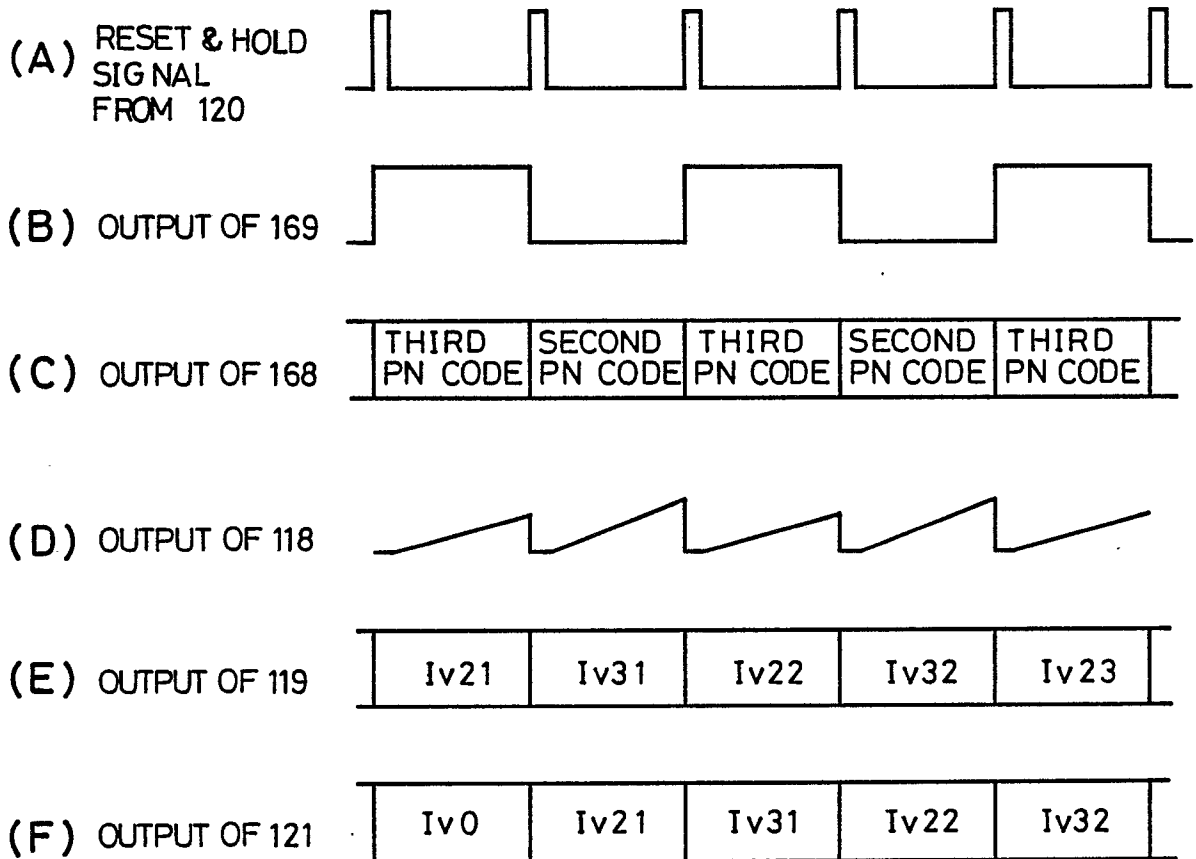 (A) RESET & HOLD
SIGNAL
FROM 120
(B) OUTPUT OF 169
(C) OUTPUT OF 168
THIRD PN CODE
SECOND PN CODE
THIRD PN CODE
SECOND PN CODE
THIRD PN CODE
(D) OUTPUT OF 118
(E) OUTPUT OF 119
Iv21
Iv31
Iv22
Iv32
Iv23
(F) OUTPUT OF 121
Iv0
Iv21
Iv31
Iv22
Iv32